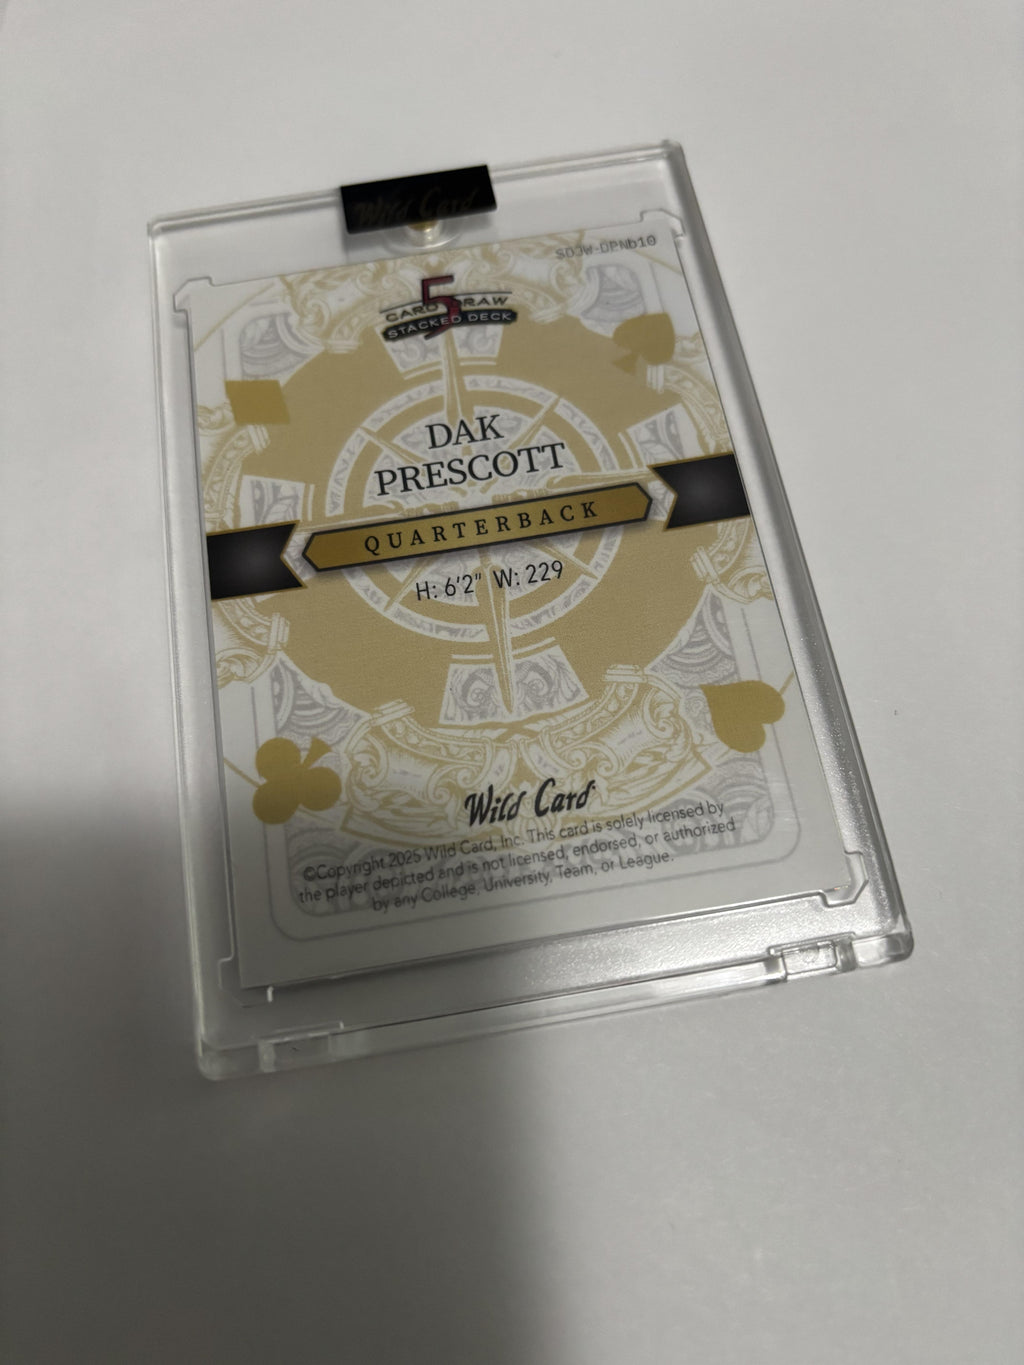 Wild Card
SDJW-DPNb10
5
CARD DRAW
STACKED DECK
DAK
PRESCOTT
QUARTERBACK
H: 6'2" W: 229
Wild Card
©Copyright 2025 Wild Card, Inc. This card is solely licensed by
the player depicted and is not licensed, endorsed, or authorized
by any College, University, Team, or League.